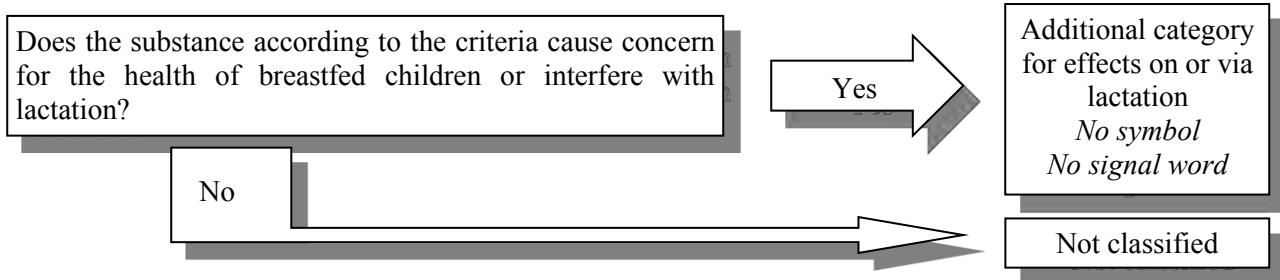 Does the substance according to the criteria cause concern
for the health of breastfed children or interfere with
lactation?
Yes
Additional category
for effects on or via
lactation
No symbol
No signal word
No
Not classified